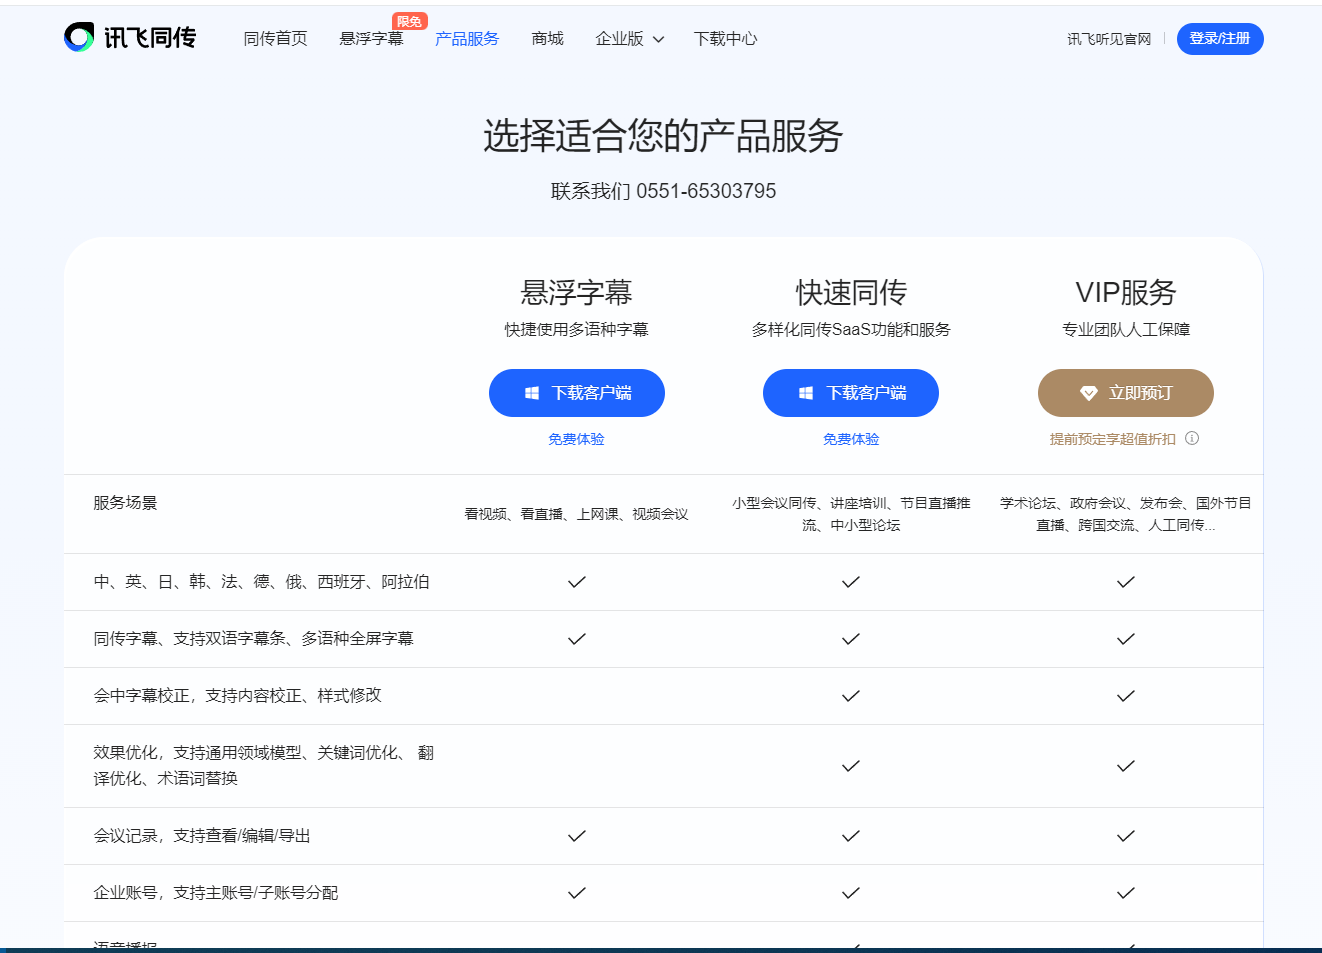 讯飞同传
同传首页
悬浮字幕
限免
产品服务
商城
企业版
下载中心
讯飞听见官网
登录/注册
选择适合您的产品服务
联系我们 0551-65303795
悬浮字幕
快捷使用多语种字幕
下载客户端
免费体验
快速同传
多样化同传SaaS功能和服务
下载客户端
免费体验
VIP服务
专业团队人工保障
立即预订
提前预定享超值折扣
服务场景
看视频、看直播、上网课、视频会议
小型会议同传、讲座培训、节目直播推
流、中小型论坛
学术论坛、政府会议、发布会、国外节目
直播、跨国交流、人工同传...
中、英、日、韩、法、德、俄、西班牙、阿拉伯
同传字幕、支持双语字幕条、多语种全屏字幕
会中字幕校正，支持内容校正、样式修改
效果优化，支持通用领域模型、关键词优化、 翻
译优化、术语词替换
会议记录，支持查看/编辑/导出
企业账号，支持主账号/子账号分配
语音播报